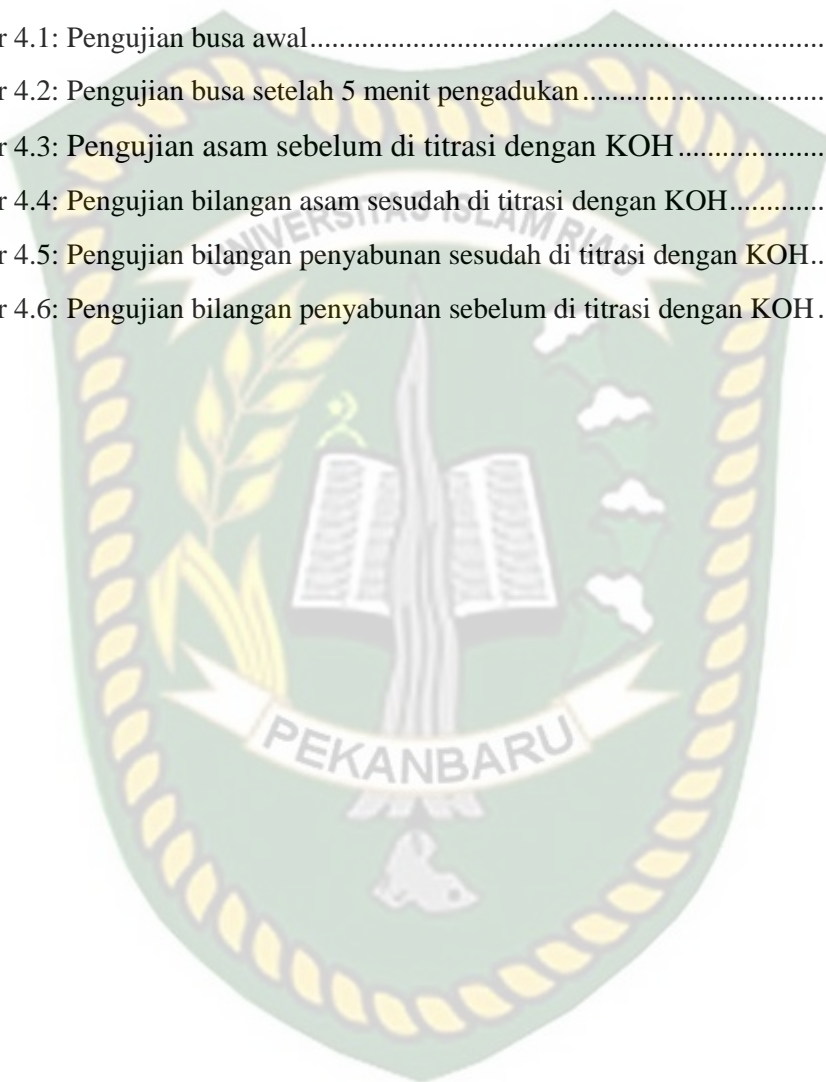 r 4.1: Pengujian busa awal................................................................
r 4.2: Pengujian busa setelah 5 menit pengadukan..............................
r 4.3: Pengujian asam sebelum di titrasi dengan KOH...................
r 4.4: Pengujian bilangan asam sesudah di titrasi dengan KOH.............
r 4.5: Pengujian bilangan penyabunan sesudah di titrasi dengan KOH..
r 4.6: Pengujian bilangan penyabunan sebelum di titrasi dengan KOH.
UNIVERSITAS ISLAM RIAU
PEKANBARU